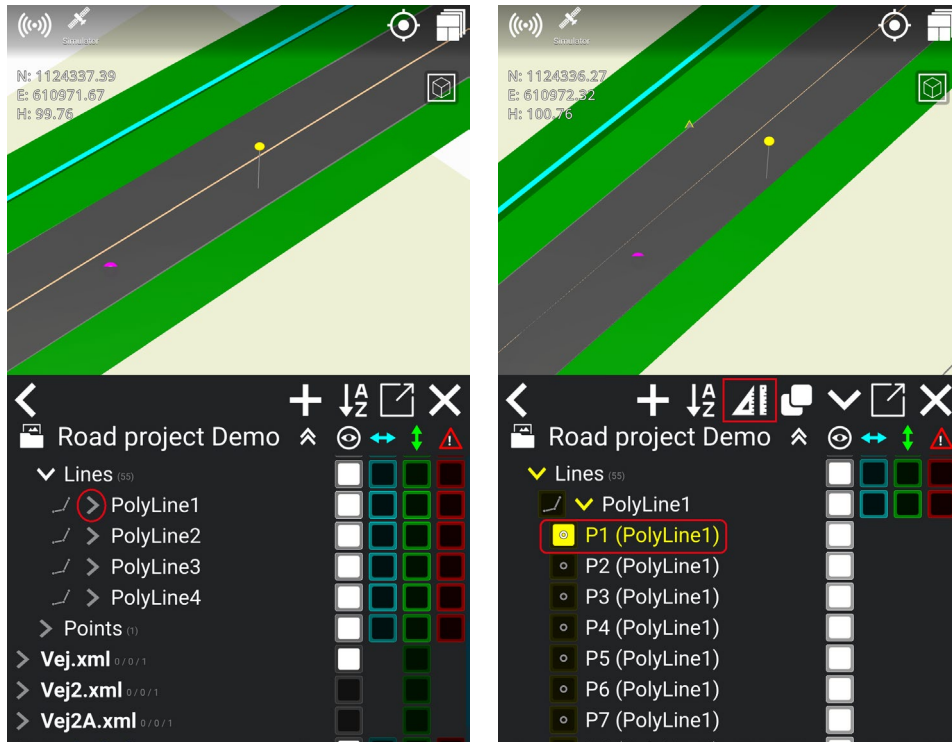 Simulator
N: 1124337.39
E: 610971.67
H: 99.76
A
Z
Road project Demo
Lines (55)
PolyLine1
PolyLine2
PolyLine3
PolyLine4
Points (1)
Vej.xml 0/0/1
Vej2.xml 0/0/1
Vej2A.xml 0/0/1
Simulator
N: 1124336.27
E: 610972.32
H: 100.76
A
Z
Road project Demo
Lines (55)
PolyLine1
P1 (PolyLine1)
P2 (PolyLine1)
P3 (PolyLine1)
P4 (PolyLine1)
P5 (PolyLine1)
P6 (PolyLine1)
P7 (PolyLine1)